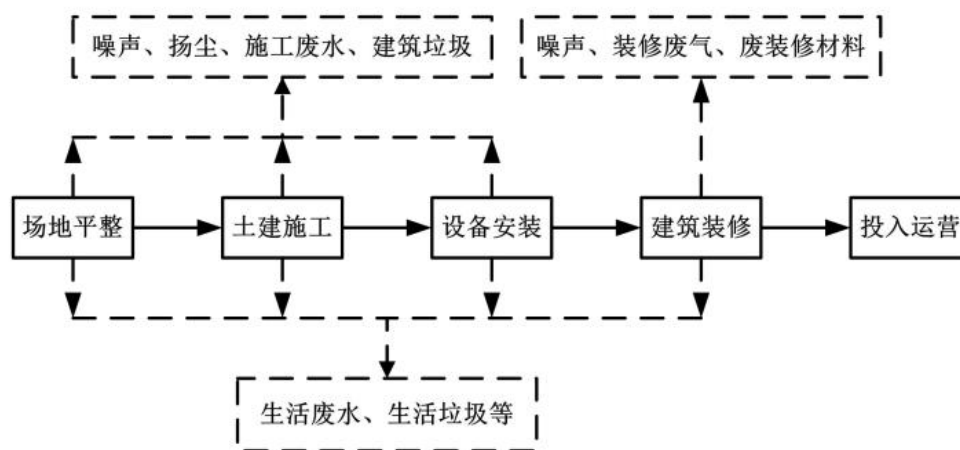 噪声、扬尘、施工废水、建筑垃圾
噪声、装修废气、废装修材料
场地平整
土建施工
设备安装
建筑装修
投入运营
生活废水、生活垃圾等